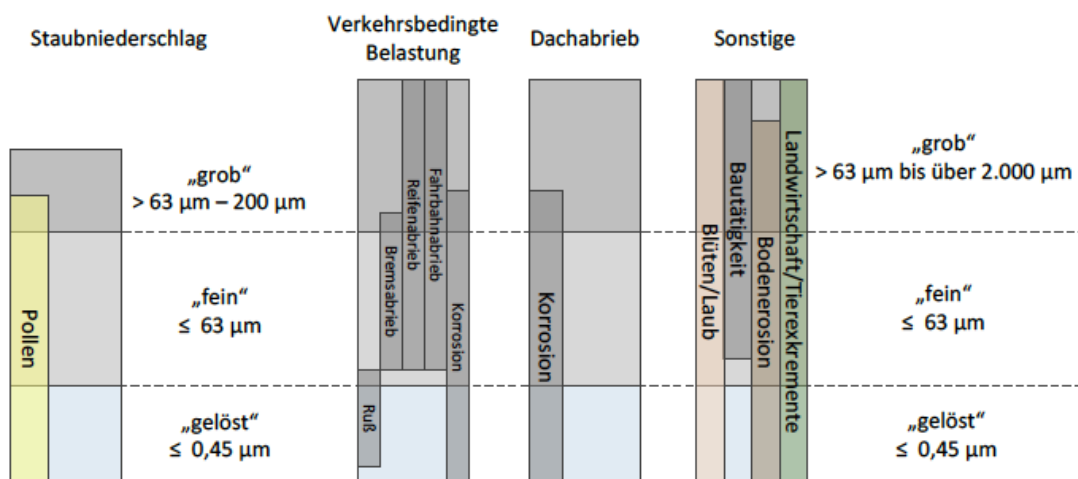 Staubniederschlag
Verkehrsbedingte
Belastung
Dachabrieb
Sonstige
„grob“
> 63 µm – 200 µm
„fein“
≤ 63 µm
„gelöst“
≤ 0,45 µm
Pollen
Ruß
Bremsabrieb
Reifenabrieb
Fahrbahnabrieb
Korrosion
Korrosion
Blüten/Laub
Bautätigkeit
Bodenerosion
Landwirtschaft/Tierexkremente
„grob“
> 63 µm bis über 2.000 µm
„fein“
≤ 63 µm
„gelöst“
≤ 0,45 µm